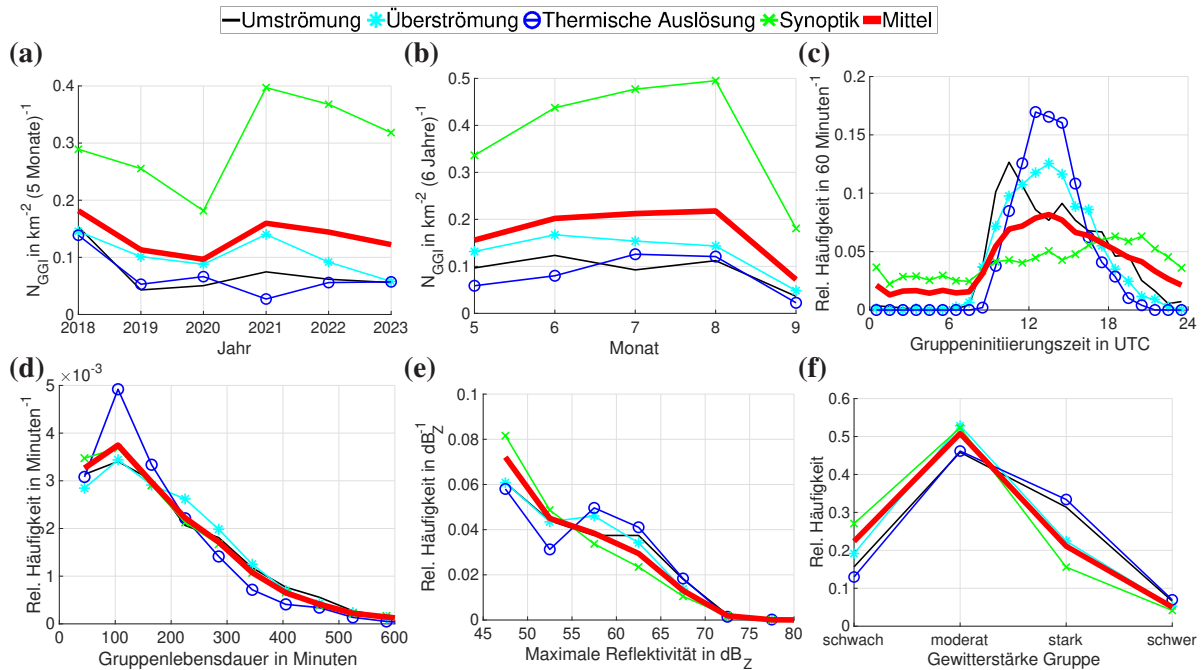 Umströmung Überströmung Thermische Auslösung Synoptik Mittel
(a)
N_GGI in km^-2 (5 Monate)^-1
0.4
0.3
0.2
0.1
0
2018 2019 2020 2021 2022 2023
Jahr
(b)
N_GGI in km^-2 (6 Jahre)^-1
0.5
0.4
0.3
0.2
0.1
0
5 6 7 8 9
Monat
(c)
Rel. Häufigkeit in 60 Minuten^-1
0.2
0.15
0.1
0.05
0
0 6 12 18 24
Gruppeninitiierungszeit in UTC
(d)
Rel. Häufigkeit in Minuten^-1
×10^-3
5
4
3
2
1
0
0 100 200 300 400 500 600
Gruppenlebensdauer in Minuten
(e)
Rel. Häufigkeit in dB_Z^-1
0.1
0.08
0.06
0.04
0.02
0
45 50 55 60 65 70 75 80
Maximale Reflektivität in dB_Z
(f)
Rel. Häufigkeit
0.6
0.5
0.4
0.3
0.2
0.1
0
schwach moderat stark schwer
Gewitterstärke Gruppe